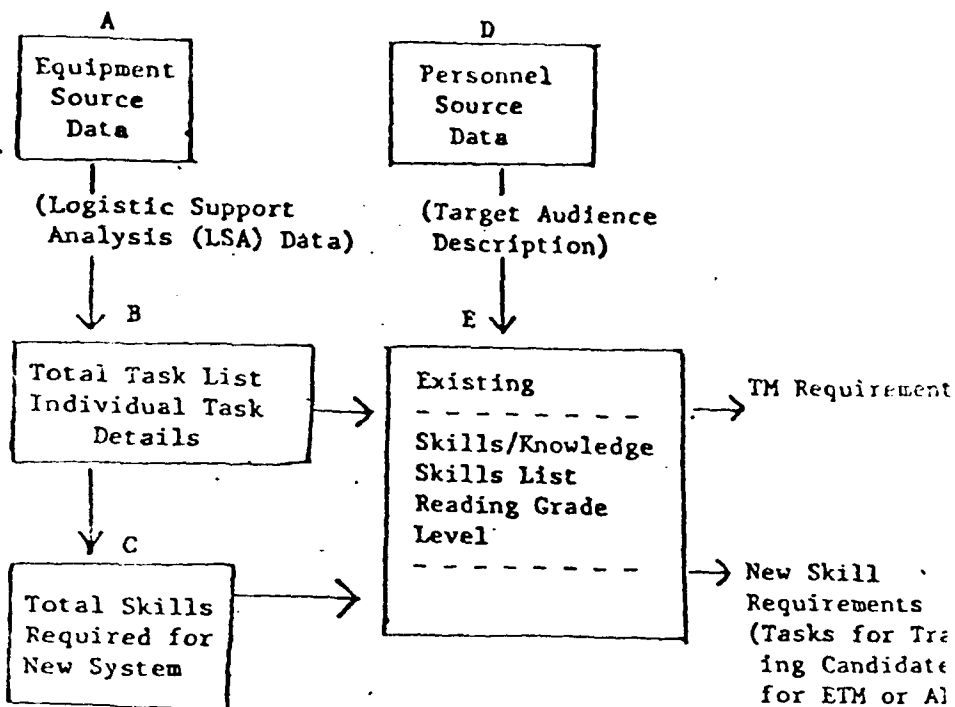 A
Equipment
Source
Data
(Logistic Support
Analysis (LSA) Data)
B
Total Task List
Individual Task
Details
C
Total Skills
Required for
New System
D
Personnel
Source
Data
(Target Audience
Description)
E
Existing
Skills/Knowledge
Skills List
Reading Grade
Level
TM Requirement
New Skill
Requirements
(Tasks for
ing Candidate
for ETM or